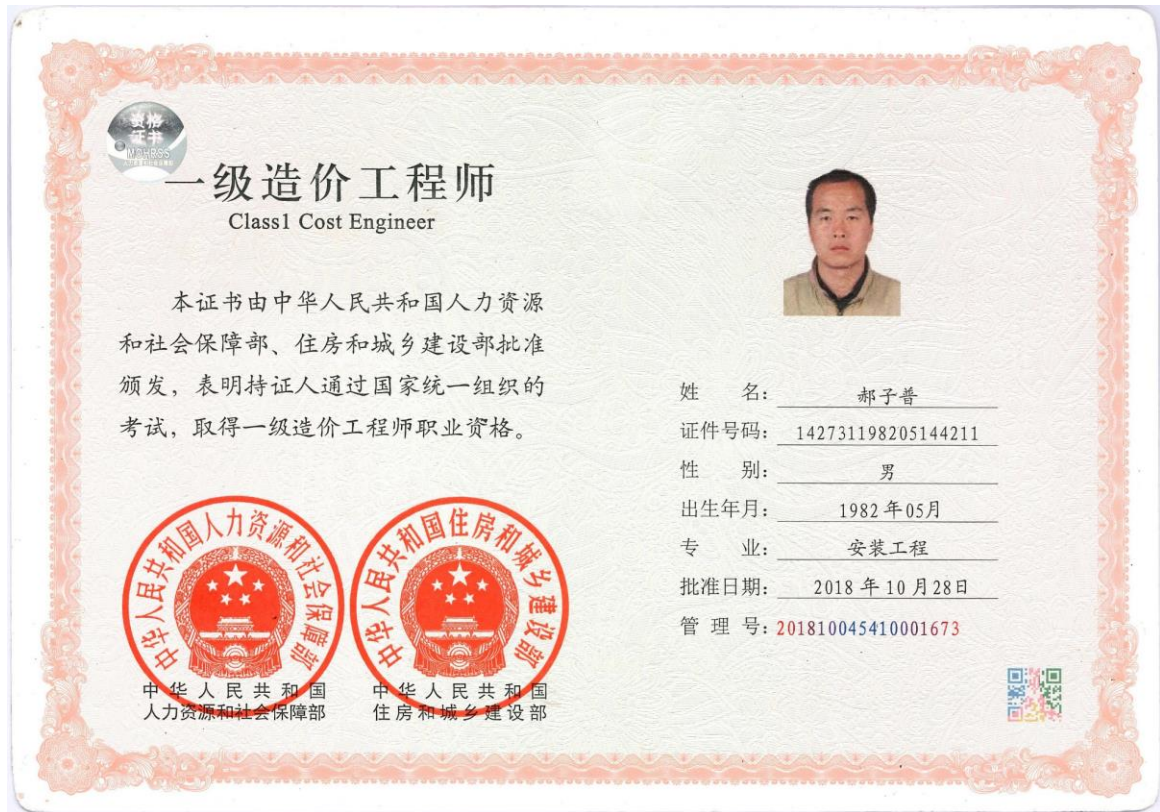 资格
证书
MOHRSS
一级造价工程师
Class1 Cost Engineer
本证书由中华人民共和国人力资源
和社会保障部、住房和城乡建设部批准
颁发，表明持证人通过国家统一组织的
考试，取得一级造价工程师职业资格。
中华人民共和国人力资源和社会保障部
中华人民共和国住房和城乡建设部
中华人民共和国
人力资源和社会保障部
中华人民共和国
住房和城乡建设部
姓 名：郝子普
证件号码：142731198205144211
性 别：男
出生年月：1982年05月
专 业：安装工程
批准日期：2018年10月28日
管 理 号：201810045410001673